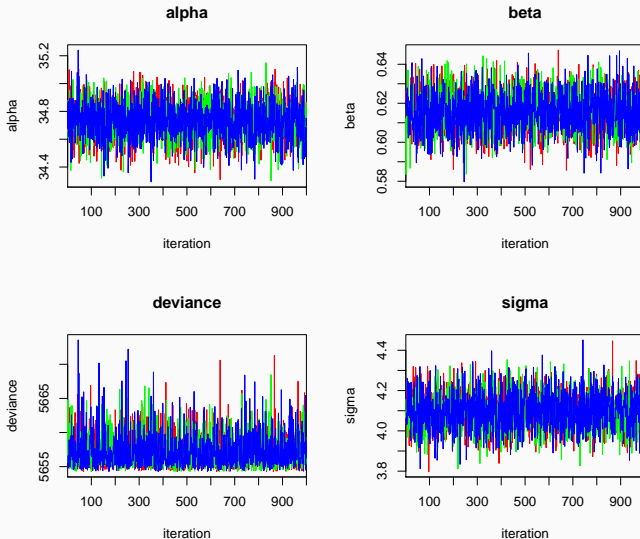 alpha
alpha
35.2
34.8
34.4
100 300 500 700 900
iteration
beta
beta
0.64
0.62
0.60
0.58
100 300 500 700 900
iteration
deviance
deviance
5665
5655
100 300 500 700 900
iteration
sigma
sigma
4.4
4.2
4.0
3.8
100 300 500 700 900
iteration